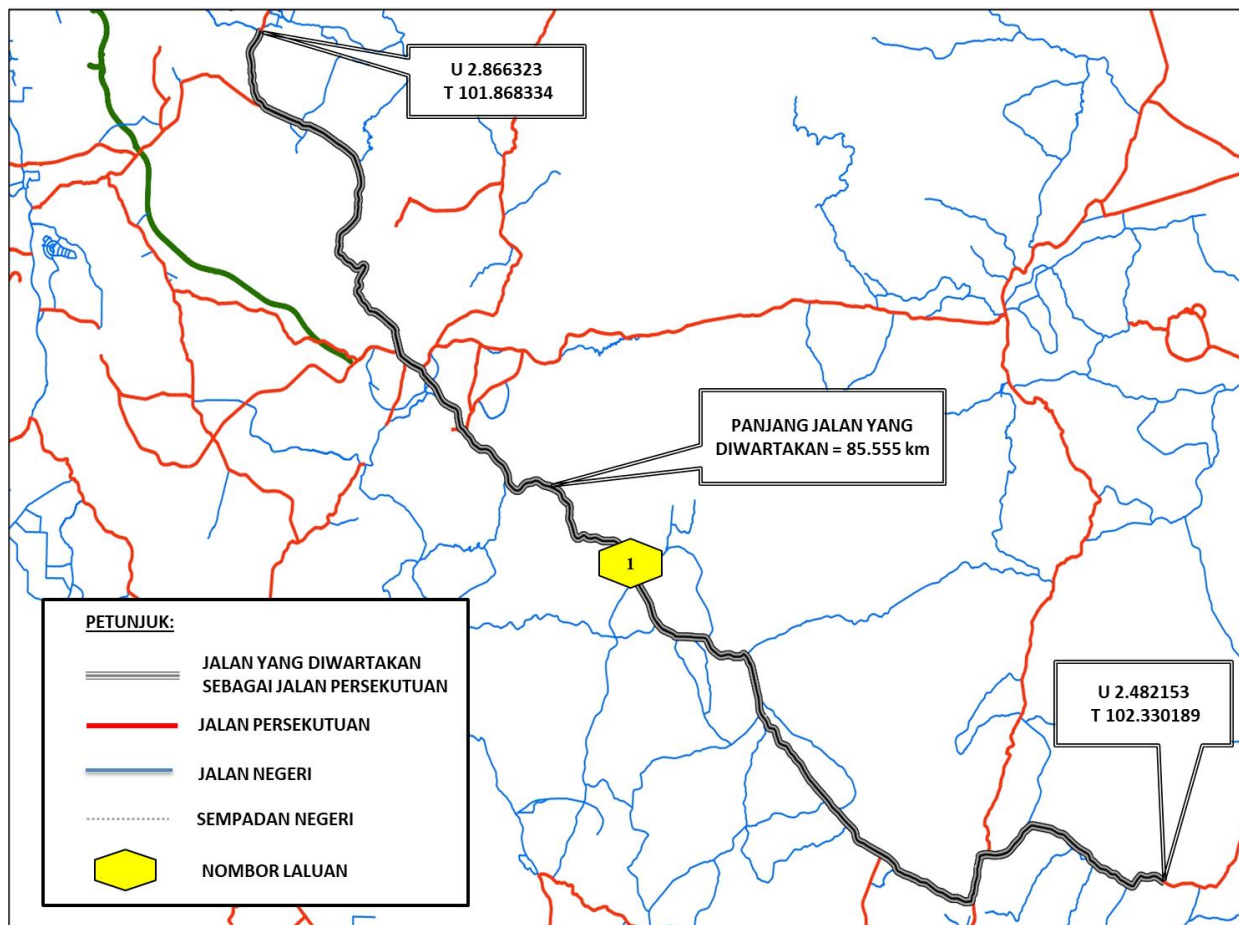 U 2.866323
T 101.868334
PANJANG JALAN YANG
DIWARTAKAN = 85.555 km
1
U 2.482153
T 102.330189
PETUNJUK:
JALAN YANG DIWARTAKAN
SEBAGAI JALAN PERSEKUTUAN
JALAN PERSEKUTUAN
JALAN NEGERI
SEMPADAN NEGERI
NOMBOR LALUAN